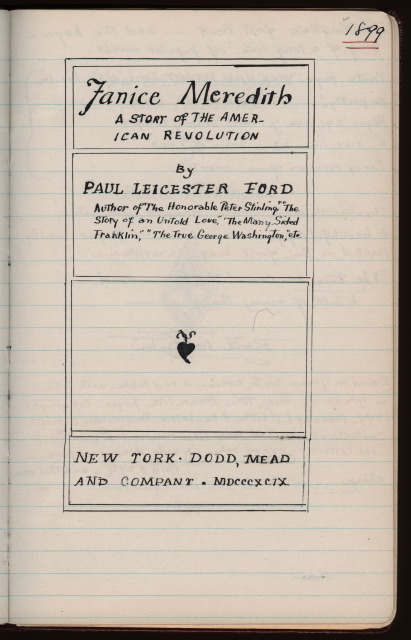 1899
Janice Meredith
A STORY OF THE AMER-
ICAN REVOLUTION
By
PAUL LEICESTER FORD
Author of "The Honorable Peter Stirling," "The
Story of an Untold Love," "The Many Sided
Franklin," "The True George Washington," etc.
NEW YORK · DODD, MEAD
AND COMPANY · MDCCCXCIX